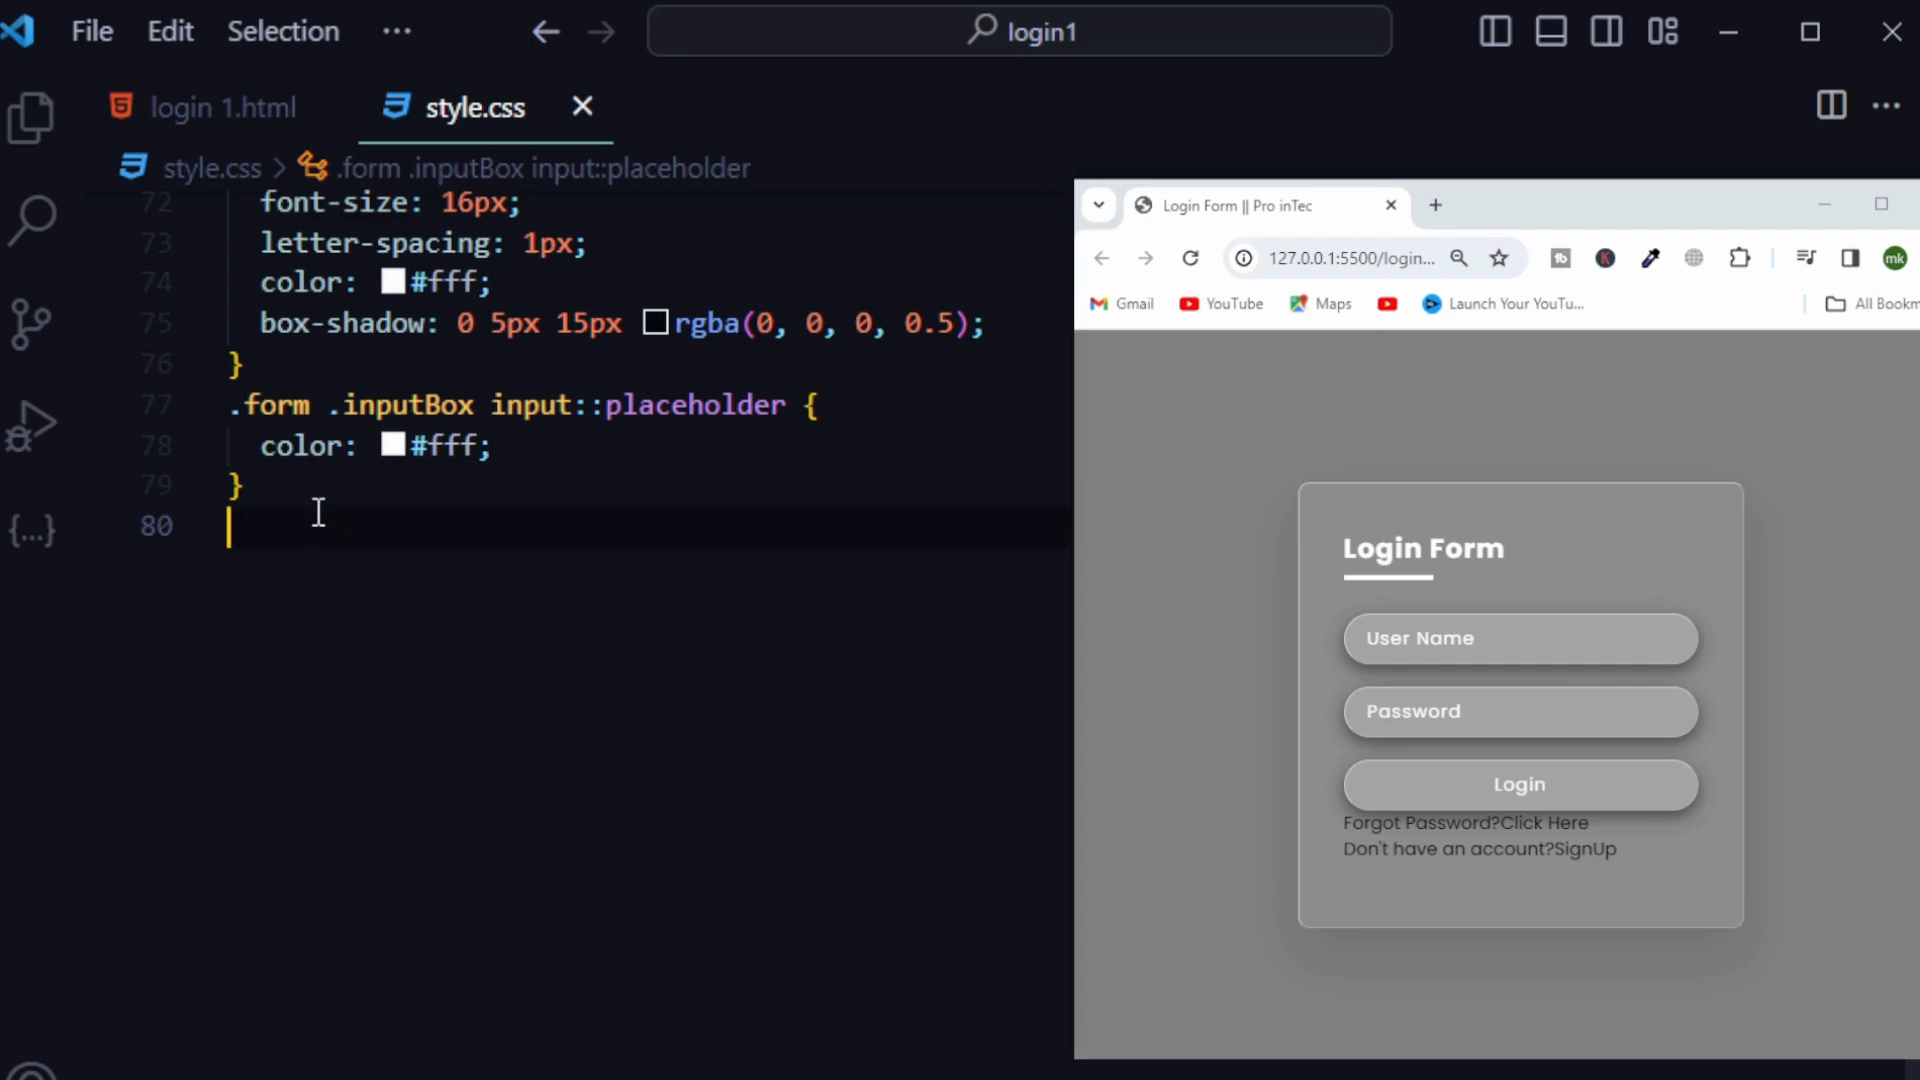 File Edit Selection ... login1
login 1.html style.css
style.css > .form .inputBox input::placeholder
72 font-size: 16px;
73 letter-spacing: 1px;
74 color: #fff;
75 box-shadow: 0 5px 15px rgba(0, 0, 0, 0.5);
76 }
77 .form .inputBox input::placeholder {
78 color: #fff;
79 }
80
{...}
Login Form || Pro inTec
127.0.0.1:5500/login... tb K mk
Gmail YouTube Maps Launch Your YouTu... All Bookm
Login Form
User Name
Password
Login
Forgot Password?Click Here
Don't have an account?SignUp